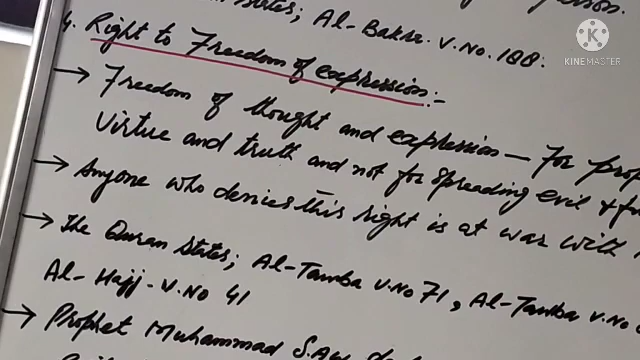 States; Al-Bakra. V.No. 188.
4. Right to Freedom of expression:-
→ Freedom of thought and expression — For prop
Virtue and truth and not for spreading evil &
→ Anyone who denies this right is at war with
→ The Quran states; Al-Tauba V.No 71, Al-Tauba V.No
Al-Hajj-V.No 41
→ Prophet Muhammad S.A.W
K
KINEMASTER